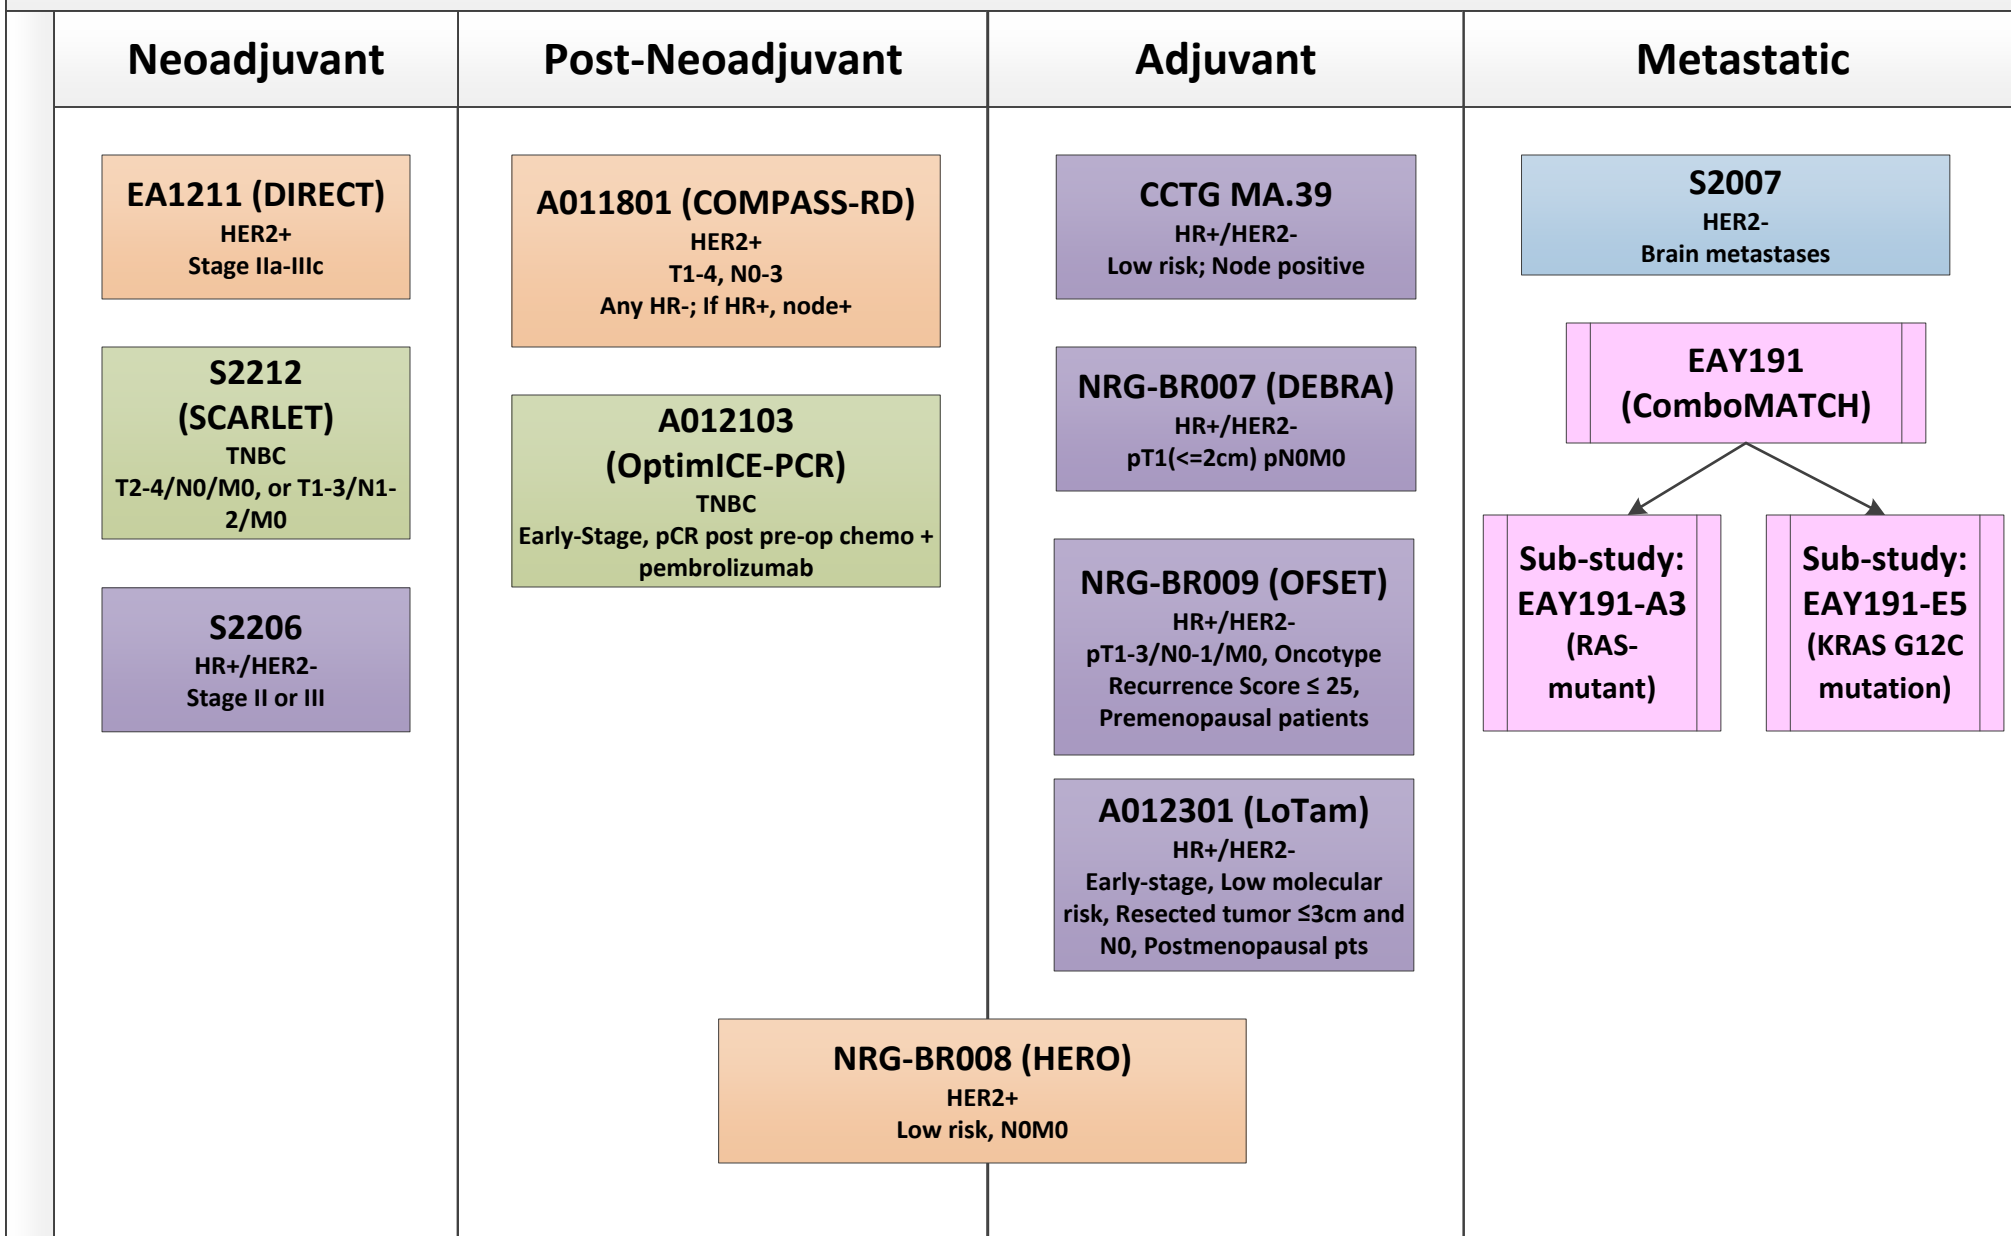 Neoadjuvant
Post-Neoadjuvant
Adjuvant
Metastatic
EA1211 (DIRECT)
HER2+
Stage IIa-IIIc
S2212
(SCARLET)
TNBC
T2-4/N0/M0, or T1-3/N1-
2/M0
S2206
HR+/HER2-
Stage II or III
A011801 (COMPASS-RD)
HER2+
T1-4, N0-3
Any HR-; If HR+, node+
A012103
(OptimICE-PCR)
TNBC
Early-Stage, pCR post pre-op chemo +
pembrolizumab
CCTG MA.39
HR+/HER2-
Low risk; Node positive
NRG-BR007 (DEBRA)
HR+/HER2-
pT1(<=2cm) pN0M0
NRG-BR009 (OFSET)
HR+/HER2-
pT1-3/N0-1/M0, Oncotype
Recurrence Score ≤ 25,
Premenopausal patients
A012301 (LoTam)
HR+/HER2-
Early-stage, Low molecular
risk, Resected tumor ≤3cm and
N0, Postmenopausal pts
NRG-BR008 (HERO)
HER2+
Low risk, N0M0
S2007
HER2-
Brain metastases
EAY191
(ComboMATCH)
Sub-study:
EAY191-A3
(RAS-
mutant)
Sub-study:
EAY191-E5
(KRAS G12C
mutation)